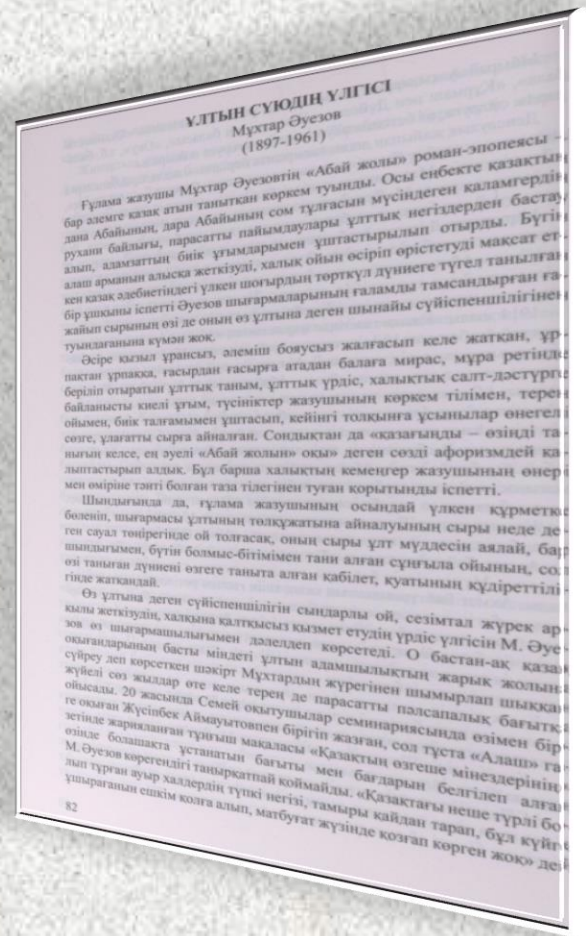 ҰЛТЫН СҮЮДІҢ ҮЛГІСІ
Мұхтар Әуезов
(1897-1961)
Ғұлама жазушы Мұхтар Әуезовтің «Абай жолы» роман-эпопеясы –
бар әлемге қазақ атын танытқан көркем туынды. Осы еңбекте қазақтың
дана Абайының, дара Абайының сом тұлғасын мүсіндеген қаламгердің
рухани байлығы, парасатты пайымдаулары ұлттық негіздерден бастау
алып, адамзаттың биік ұғымдарымен ұштастырылып отырды. Бүгін
алаш арманын алысқа жеткізуді, халық ойын өсіріп өрістетуді мақсат ет-
кен қазақ әдебиетіндегі үлкен шоғырдың төрткүл дүниеге түгел танылған
бір ұшқыны іспетті Әуезов шығармаларының ғаламды тамсандырған ға-
жайып сырының өзі де оның өз ұлтына деген шынайы сүйіспеншілігінен
туындағанына күмән жоқ.
Әсіре қызыл ұрансыз, әлеміш бояусыз жалғасып келе жатқан, ұр-
пақтан ұрпаққа, ғасырдан ғасырға атадан балаға мирас, мұра ретінде
беріліп отыратын ұлттық таным, ұлттық үрдіс, халықтық салт-дәстүрге
байланысты киелі ұғым, түсініктер жазушының көркем тілімен, терең
ойымен, биік талғамымен ұштасып, кейінгі толқынға ұсынылар өнегелі
сөзге, ұлағатты сырға айналған. Сондықтан да «қазағыңды – өзіңді та-
нығың келсе, ең әуелі «Абай жолын» оқы» деген сөзді афоризмдей қа-
лыптастырып алдық. Бұл барша халықтың кемеңгер жазушының өнері
мен өміріне тәнті болған таза тілегінен туған қорытынды іспетті.
Шындығында да, ғұлама жазушының осындай үлкен құрметке
бөленіп, шығармасы ұлтының төлқұжатына айналуының сыры неде де-
ген сауал төңірегінде ой толғасақ, оның сыры ұлт мүддесін аялай, бар
шындығымен, бүтін болмыс-бітімімен тани алған сұңғыла ойының, сол
өзі таныған дүниені өзгеге таныта алған қабілет, қуатының құдіреттілі-
гінде жатқандай.
Өз ұлтына деген сүйіспеншілігін сындарлы ой, сезімтал жүрек ар-
қылы жеткізудің, халқына қалтқысыз қызмет етудің үрдіс үлгісін М. Әуе-
зов өз шығармашылығымен дәлелдеп көрсетеді. О бастан-ақ қазақ
оқығандарының басты міндеті ұлтын адамшылықтың жарық жолына
сүйреу деп көрсеткен шәкірт Мұхтардың жүрегінен шымырлап шыққан
жүйелі сөз жылдар өте келе терең де парасатты пәлсапалық бағытқа
ойысады. 20 жасында Семей оқытушылар семинариясында өзімен бір-
ге оқыған Жүсіпбек Аймауытовпен бірігіп жазған, сол тұста «Алаш» га-
зетінде жарияланған тұңғыш мақаласы «Қазақтың өзгеше мінездерінің»
өзінде болашақта ұстанатын бағыты мен бағдарын белгілеп алған
М. Әуезов көрегендігі таңырқатпай қоймайды. «Қазақтағы неше түрлі бо-
лып тұрған ауыр халдердің түпкі негізі, тамыры қайдан тарап, бұл күйге
ұшырағанын ешкім қолға алып, матбуғат жүзінде қозғап көрген жоқ» дей
82